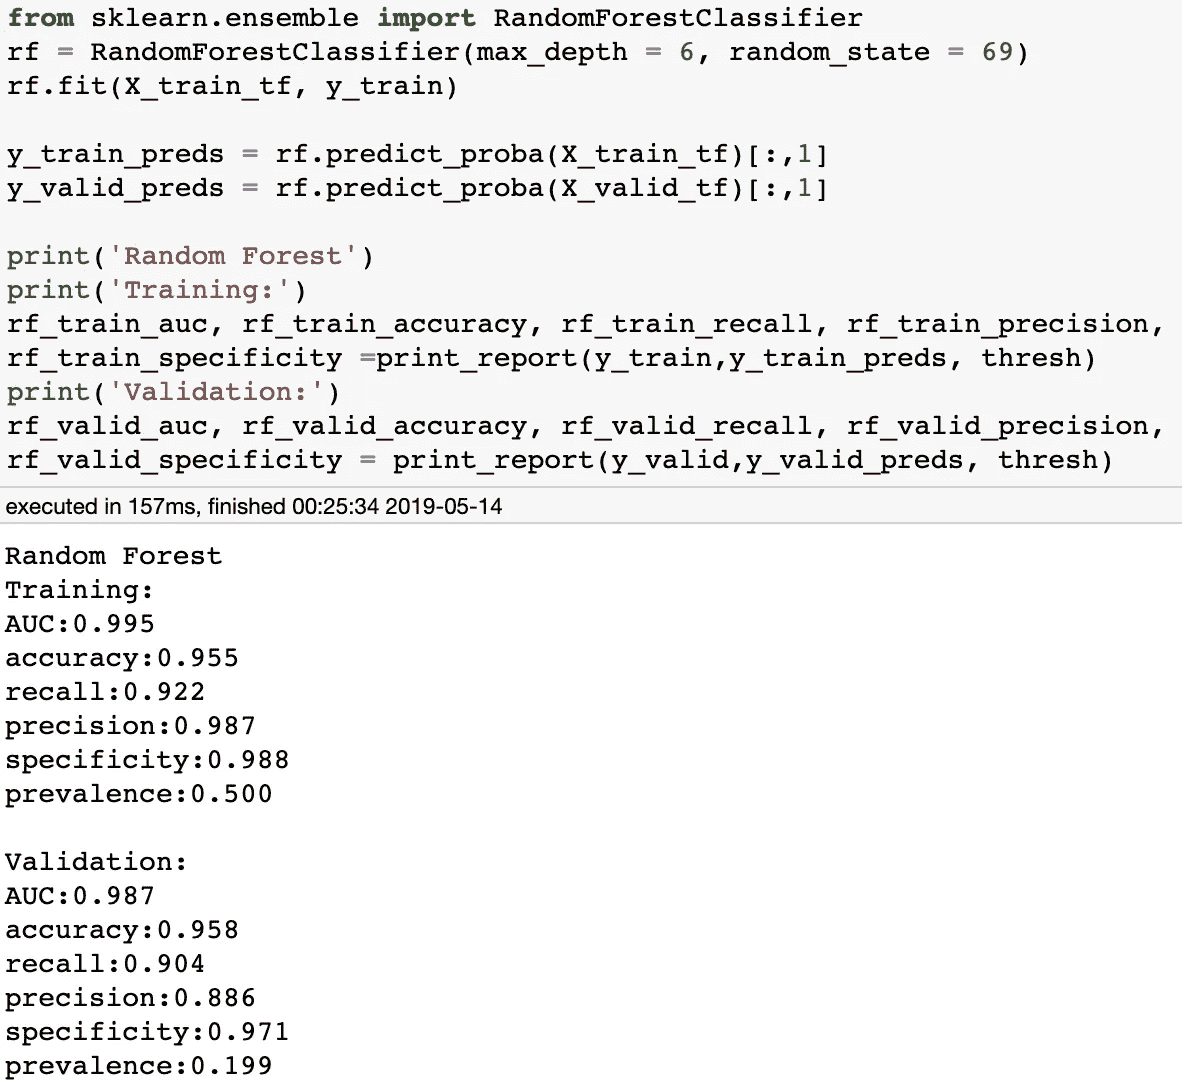 from sklearn.ensemble import RandomForestClassifier
rf = RandomForestClassifier(max_depth = 6, random_state = 69)
rf.fit(X_train_tf, y_train)

y_train_preds = rf.predict_proba(X_train_tf)[:,1]
y_valid_preds = rf.predict_proba(X_valid_tf)[:,1]

print('Random Forest')
print('Training:')
rf_train_auc, rf_train_accuracy, rf_train_recall, rf_train_precision,
rf_train_specificity =print_report(y_train,y_train_preds, thresh)
print('Validation:')
rf_valid_auc, rf_valid_accuracy, rf_valid_recall, rf_valid_precision,
rf_valid_specificity = print_report(y_valid,y_valid_preds, thresh)
executed in 157ms, finished 00:25:34 2019-05-14
Random Forest
Training:
AUC:0.995
accuracy:0.955
recall:0.922
precision:0.987
specificity:0.988
prevalence:0.500

Validation:
AUC:0.987
accuracy:0.958
recall:0.904
precision:0.886
specificity:0.971
prevalence:0.199